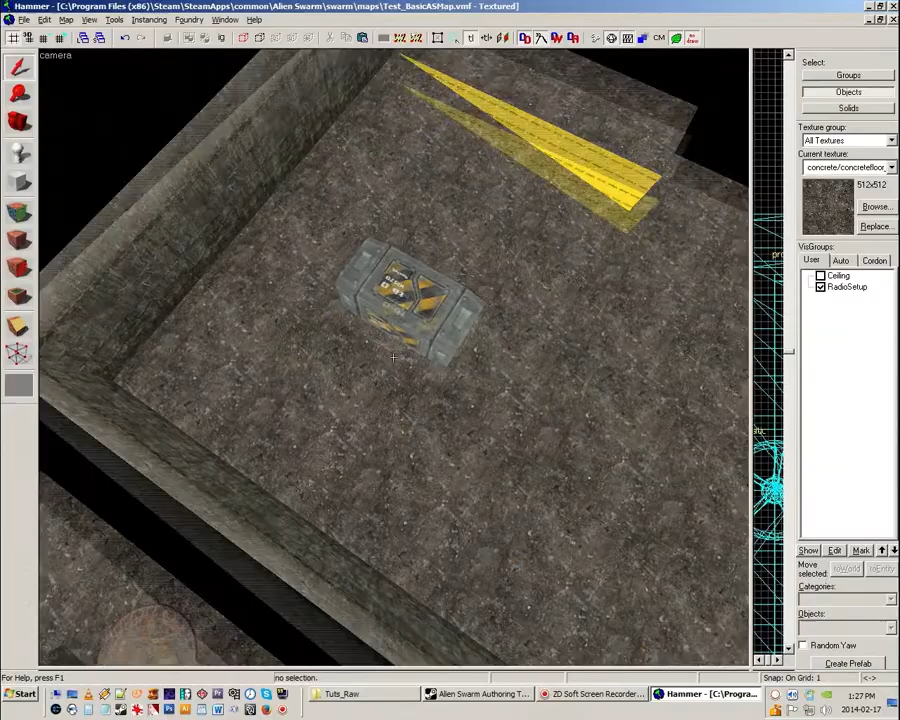 Hammer - [C:\Program Files (x86)\Steam\SteamApps\common\Alien Swarm\swarm\maps\Test_BasicASMap.vmf - Textured]
File Edit Map View Tools Instancing Foundry Window Help
CM
camera
Select:
Groups
Objects
Solids
Texture group:
All Textures
Current texture:
concrete/concretefloor
512x512
Browse...
Replace...
VisGroups:
User Auto Cordon
Ceiling
RadioSetup
Show Edit Mark
Move selected:
toWorld toEntity
Categories:
Objects:
Random Yaw
Create Prefab
For Help, press F1
no selection.
Snap: On Grid: 1
<->
Start
Tuts_Raw
Alien Swarm Authoring T...
ZD Soft Screen Recorder...
Hammer - [C:\Progra...
1:27 PM
2014-02-17